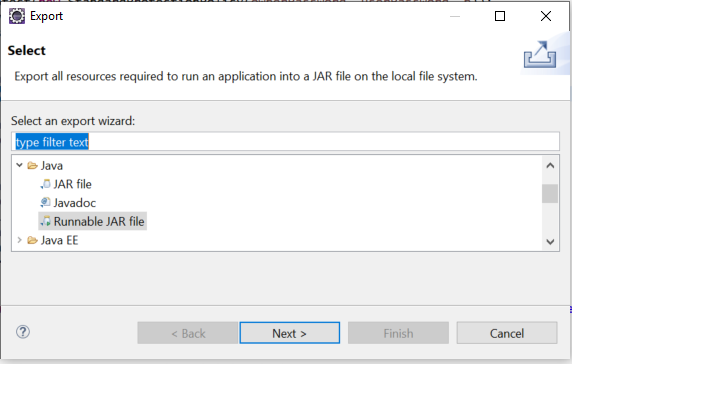 Export
Select
Export all resources required to run an application into a JAR file on the local file system.
Select an export wizard:
type filter text
Java
JAR file
Javadoc
Runnable JAR file
Java EE
< Back
Next >
Finish
Cancel